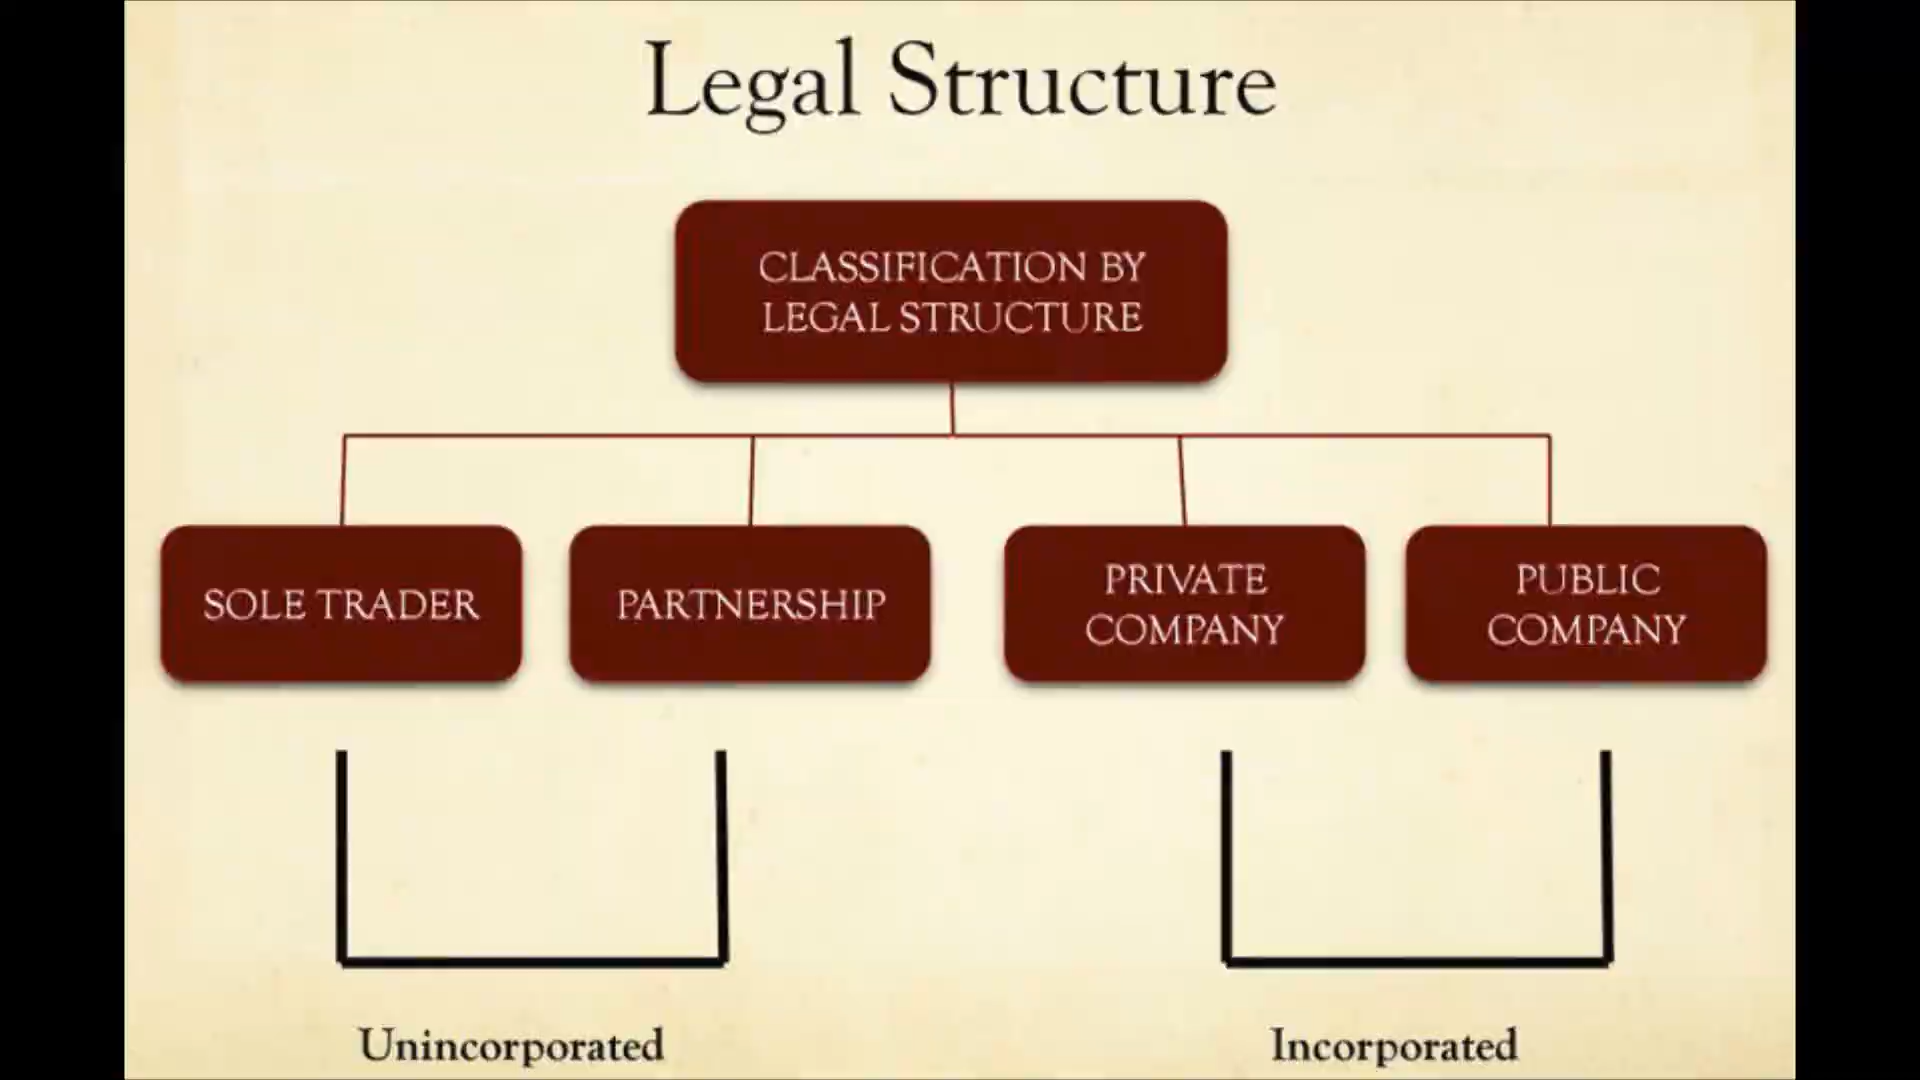 Legal Structure
CLASSIFICATION BY
LEGAL STRUCTURE
SOLE TRADER
PARTNERSHIP
PRIVATE
COMPANY
PUBLIC
COMPANY
Unincorporated
Incorporated